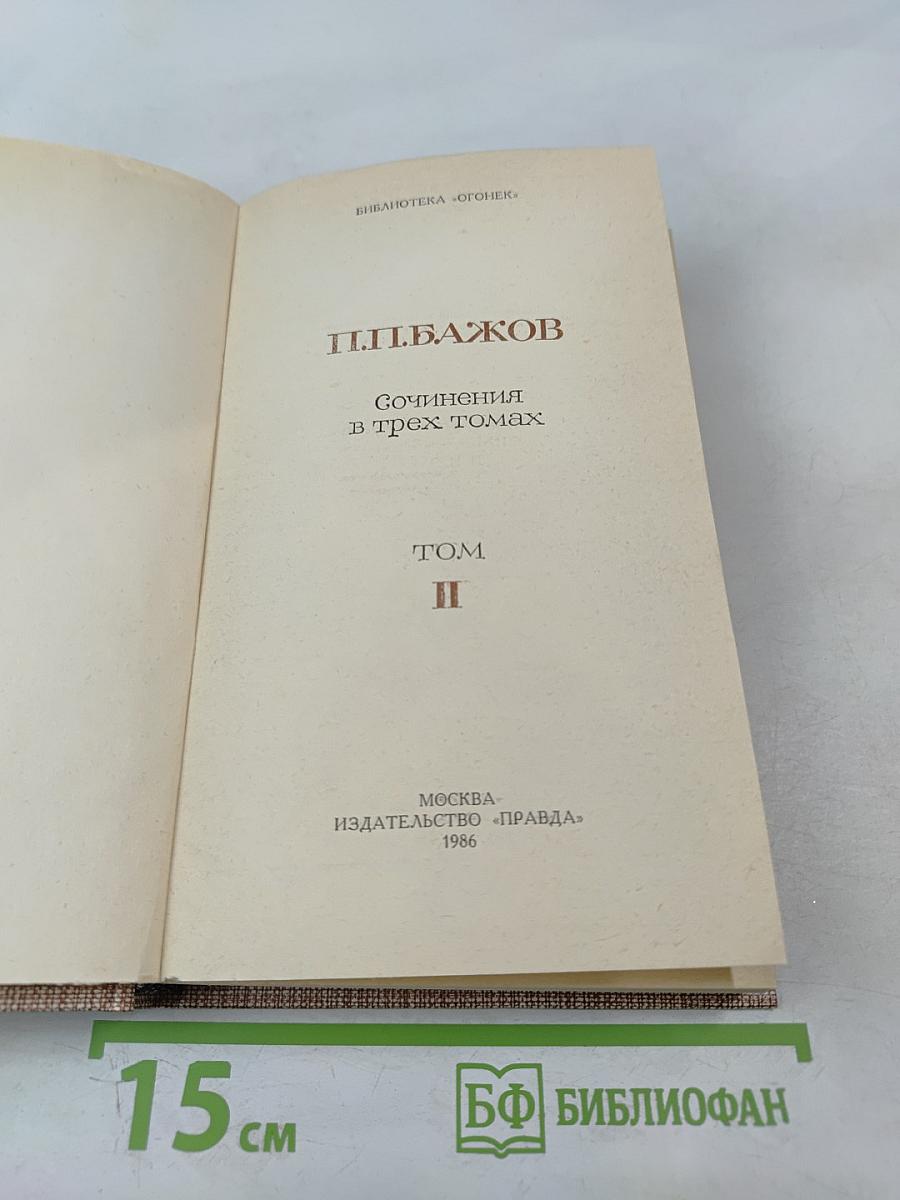 БИБЛИОТЕКА «ОГОНЕК»
П.П.БАЖОВ
Сочинения
в трех томах
ТОМ
II
МОСКВА
ИЗДАТЕЛЬСТВО «ПРАВДА»
1986
15 см
БФ БИБЛИОФАН